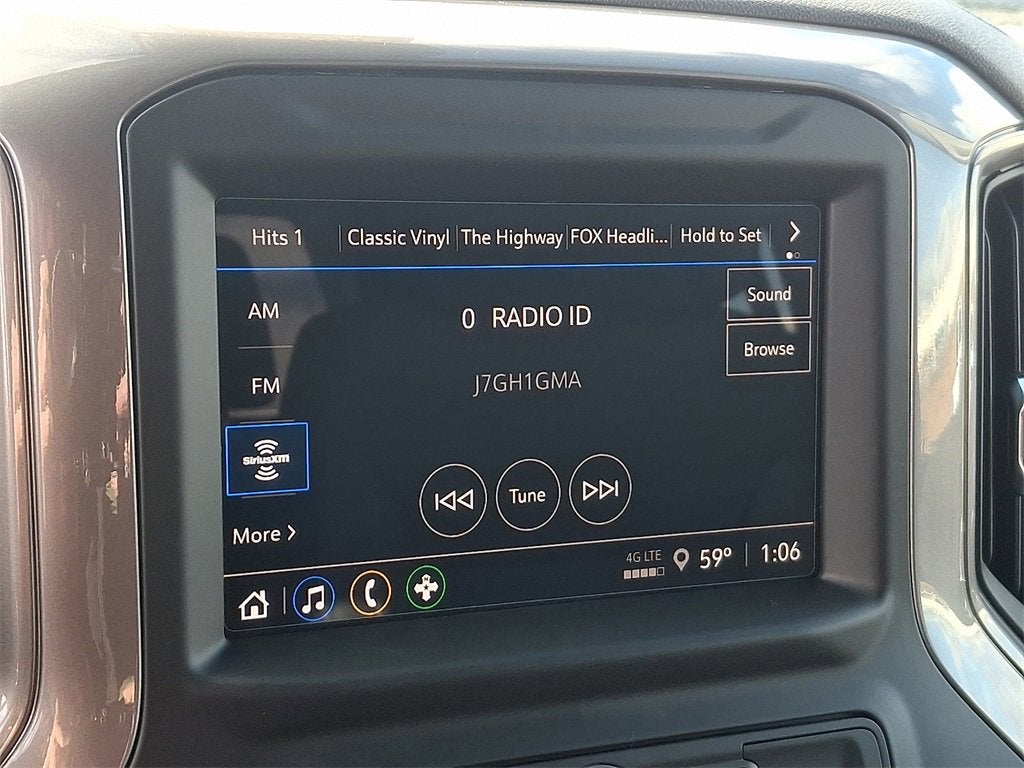 Hits 1 Classic Vinyl The Highway FOX Headli... Hold to Set
Sound
AM
0 RADIO ID
Browse
FM
J7GH1GMA
SiriusXM
Tune
More
4G LTE
59°
1:06